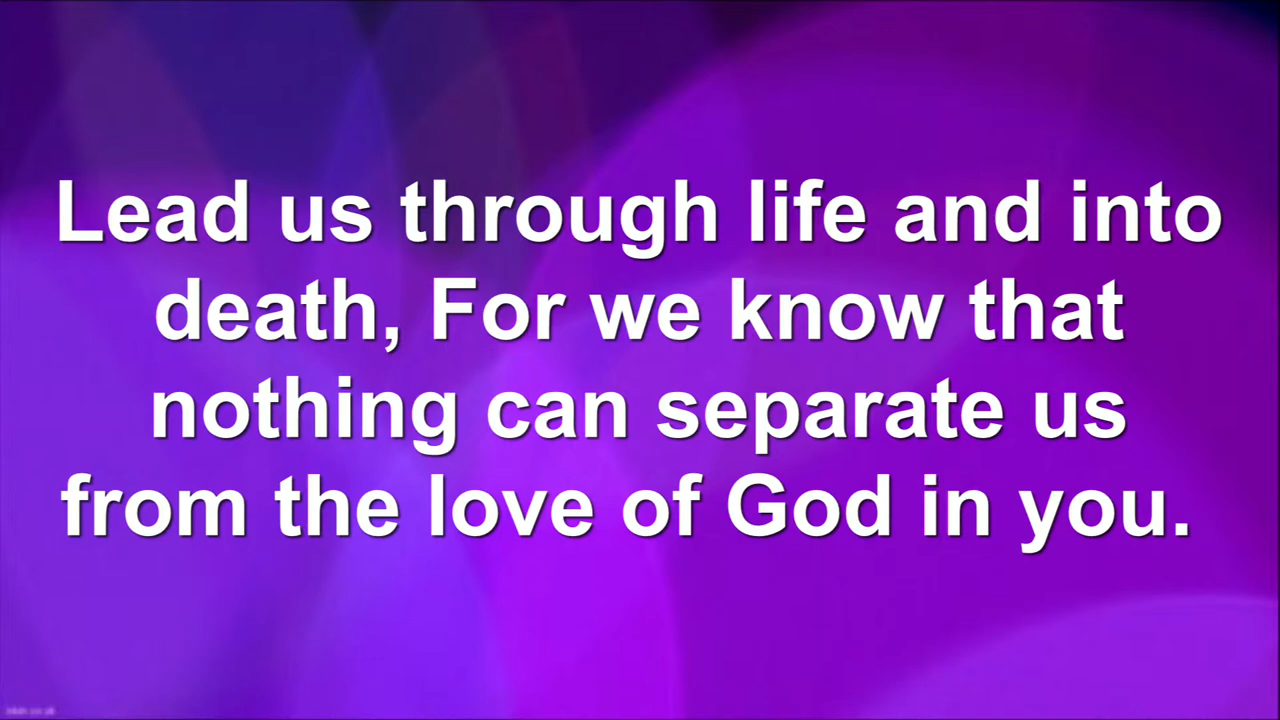 Lead us through life and into
death, For we know that
nothing can separate us
from the love of God in you.